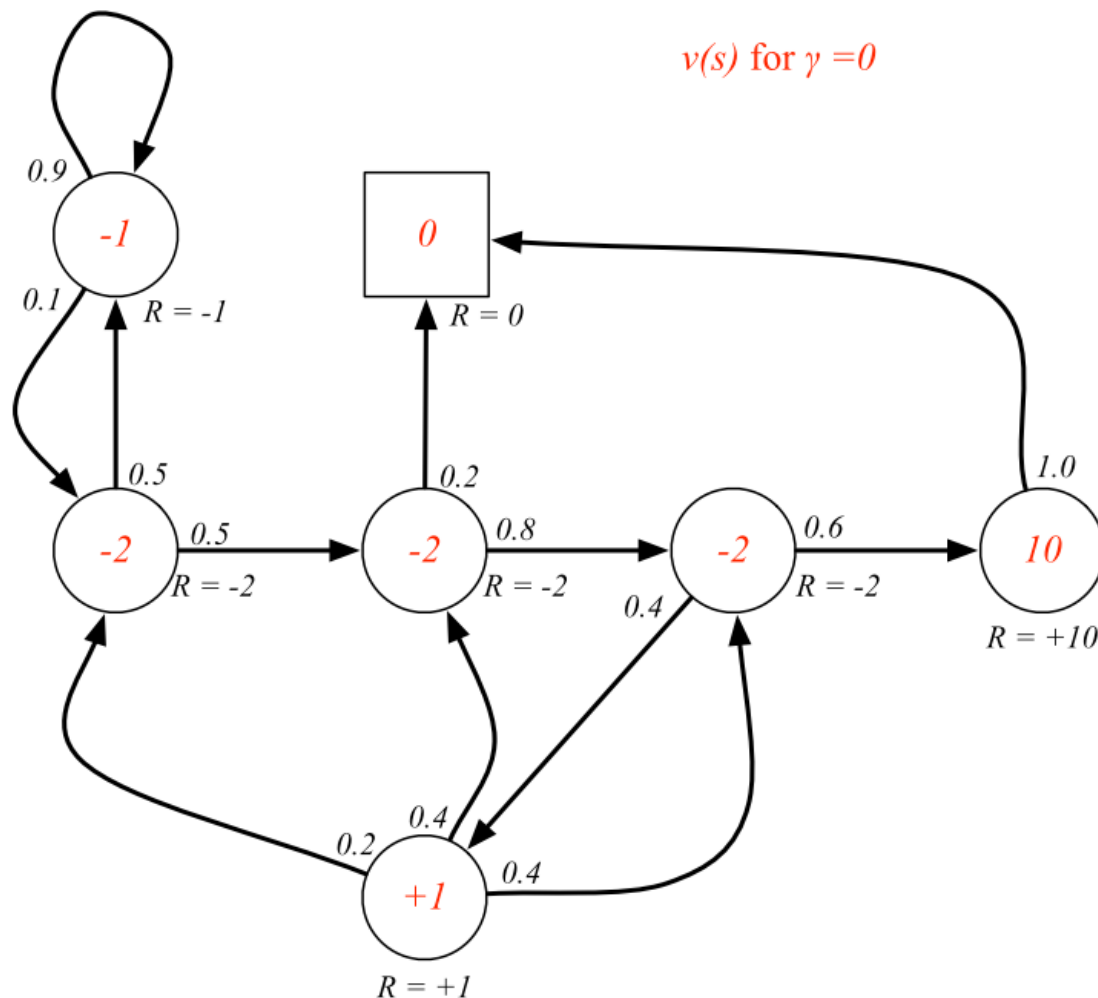 v(s) for γ =0
0.9
-1
0
0.1
R = -1
R = 0
0.5
0.2
1.0
0.5
0.8
0.6
-2
-2
-2
10
R = -2
R = -2
R = -2
0.4
R = +10
0.4
0.2
0.4
+1
R = +1